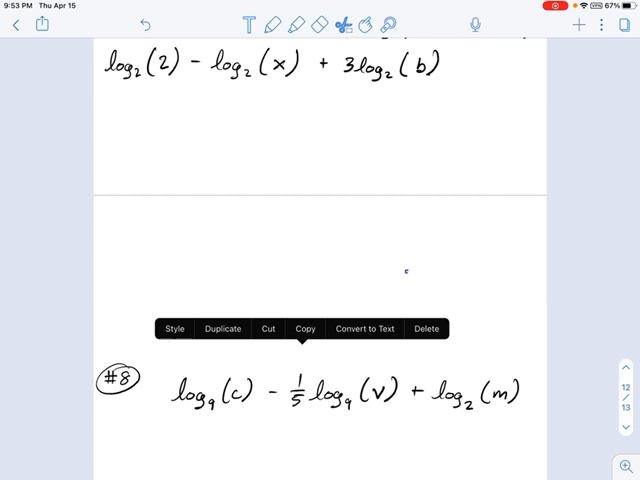 9:53 PM Thu Apr 15
VPN 67%
T
log₂(2) - log₂(x) + 3log₂(b)
Style Duplicate Cut Copy Convert to Text Delete
#8 log₉(c) - 1/5 log₉(v) + log₂(m)
12
/
13